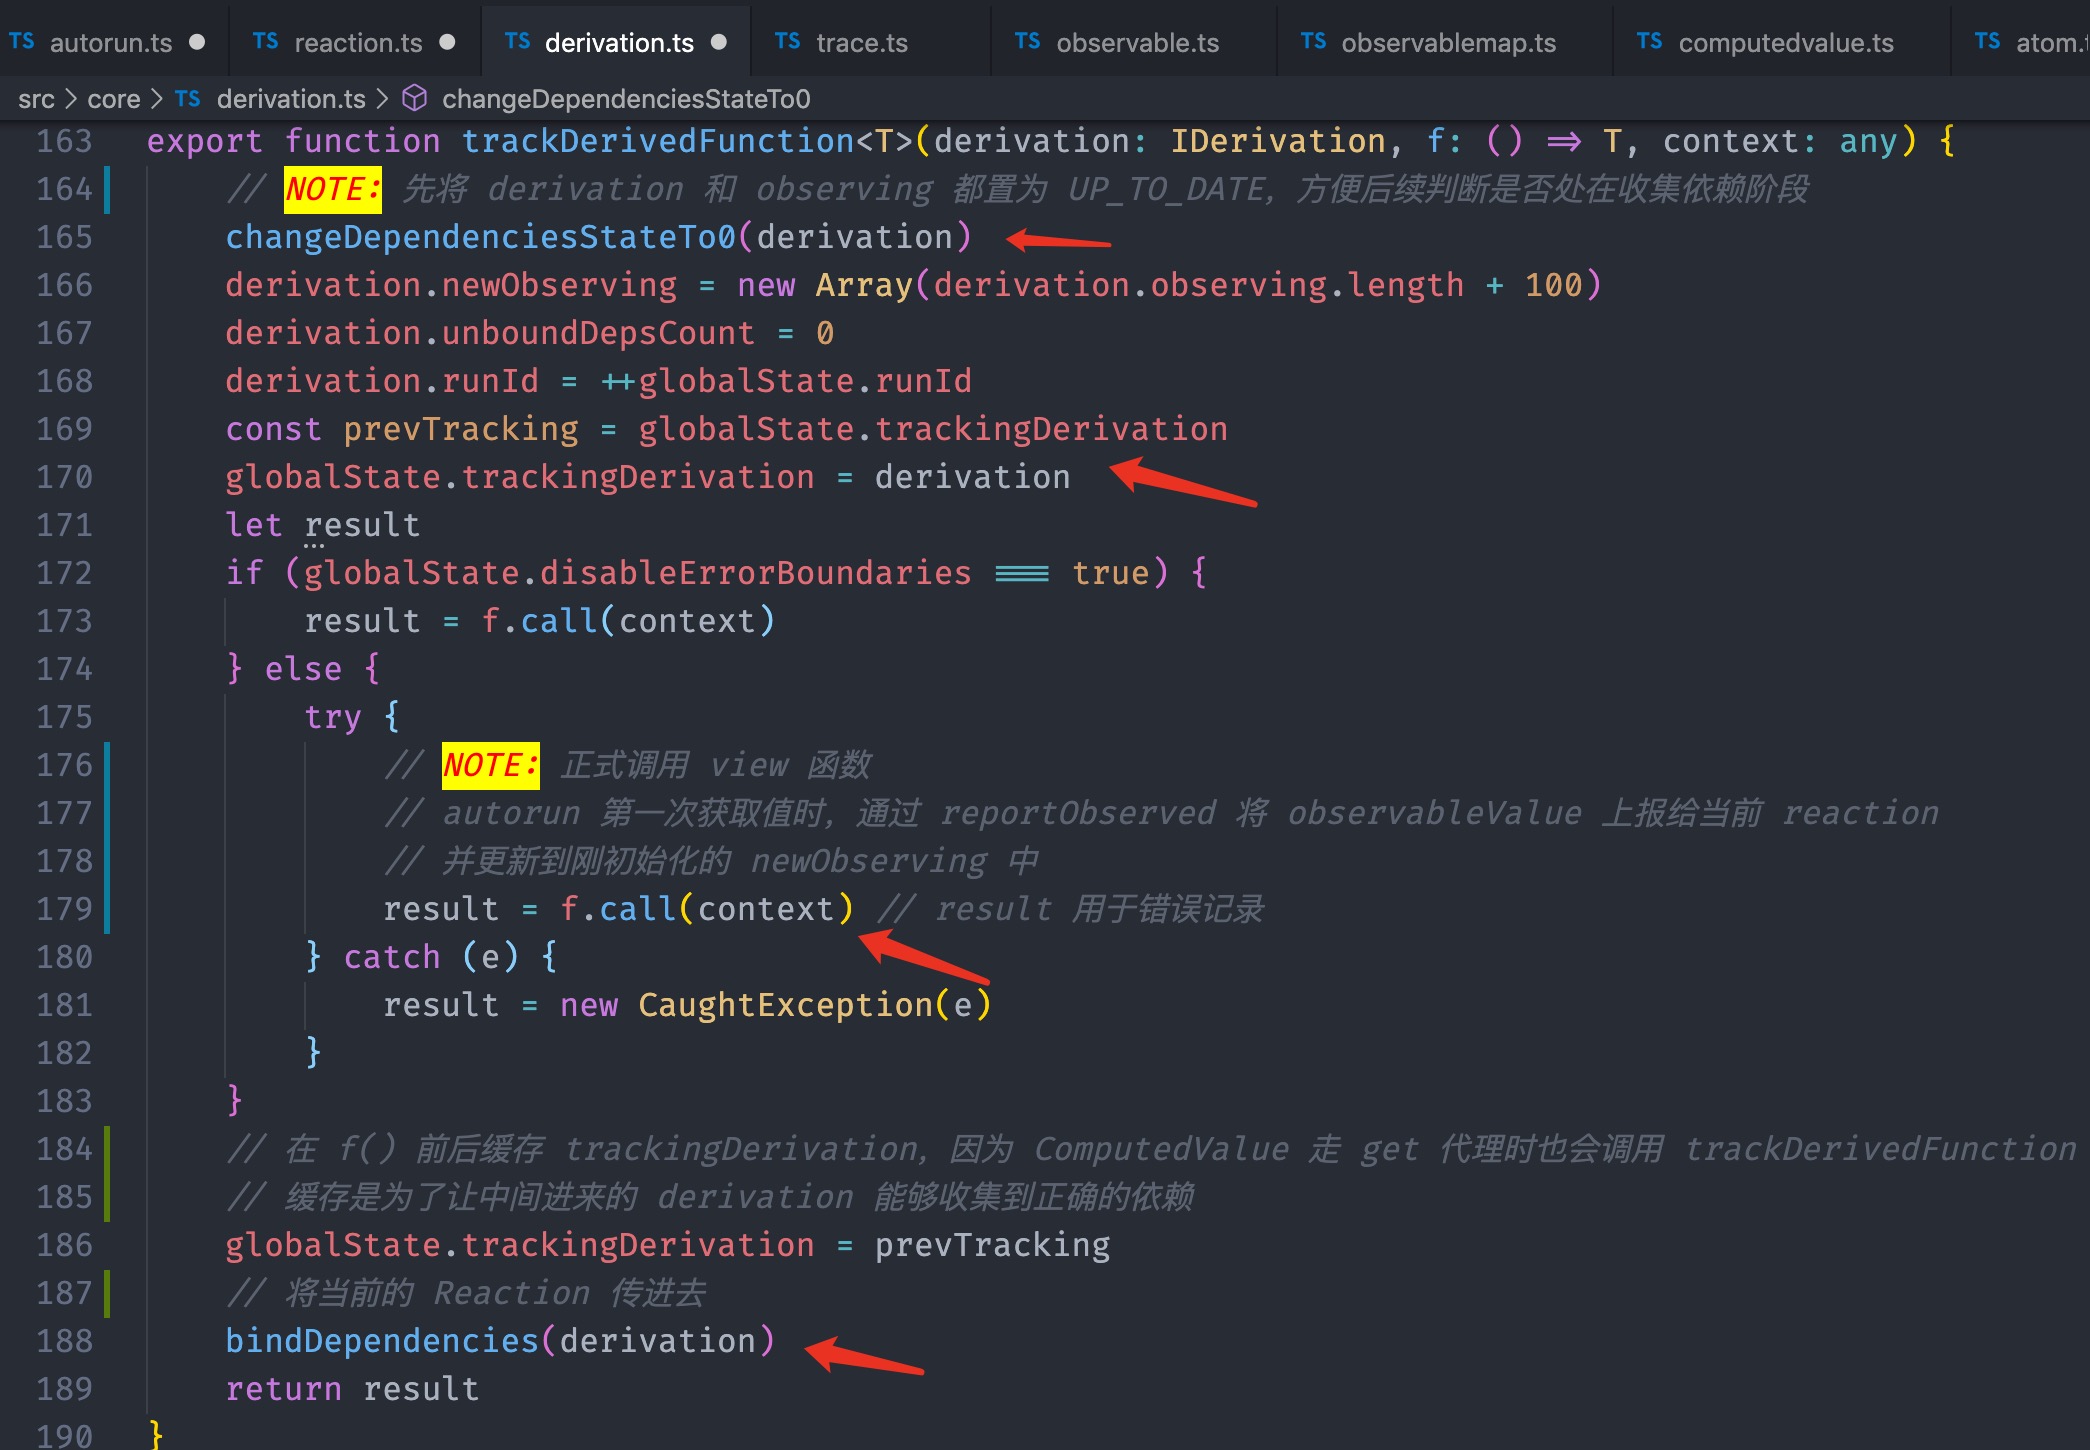 TS autorun.ts ● TS reaction.ts ● TS derivation.ts ● TS trace.ts TS observable.ts TS observablemap.ts TS computedvalue.ts TS atom.t
src > core > TS derivation.ts > changeDependenciesStateTo0
163 export function trackDerivedFunction<T>(derivation: IDerivation, f: () => T, context: any) {
164 // NOTE: 先将 derivation 和 observing 都置为 UP_TO_DATE, 方便后续判断是否处在收集依赖阶段
165 changeDependenciesStateTo0(derivation)
166 derivation.newObserving = new Array(derivation.observing.length + 100)
167 derivation.unboundDepsCount = 0
168 derivation.runId = ++globalState.runId
169 const prevTracking = globalState.trackingDerivation
170 globalState.trackingDerivation = derivation
171 let result
172 if (globalState.disableErrorBoundaries === true) {
173 result = f.call(context)
174 } else {
175 try {
176 // NOTE: 正式调用 view 函数
177 // autorun 第一次获取值时, 通过 reportObserved 将 observableValue 上报给当前 reaction
178 // 并更新到刚初始化的 newObserving 中
179 result = f.call(context) // result 用于错误记录
180 } catch (e) {
181 result = new CaughtException(e)
182 }
183 }
184 // 在 f() 前后缓存 trackingDerivation, 因为 ComputedValue 走 get 代理时也会调用 trackDerivedFunction
185 // 缓存是为了让中间进来的 derivation 能够收集到正确的依赖
186 globalState.trackingDerivation = prevTracking
187 // 将当前的 Reaction 传进去
188 bindDependencies(derivation)
189 return result
190 }